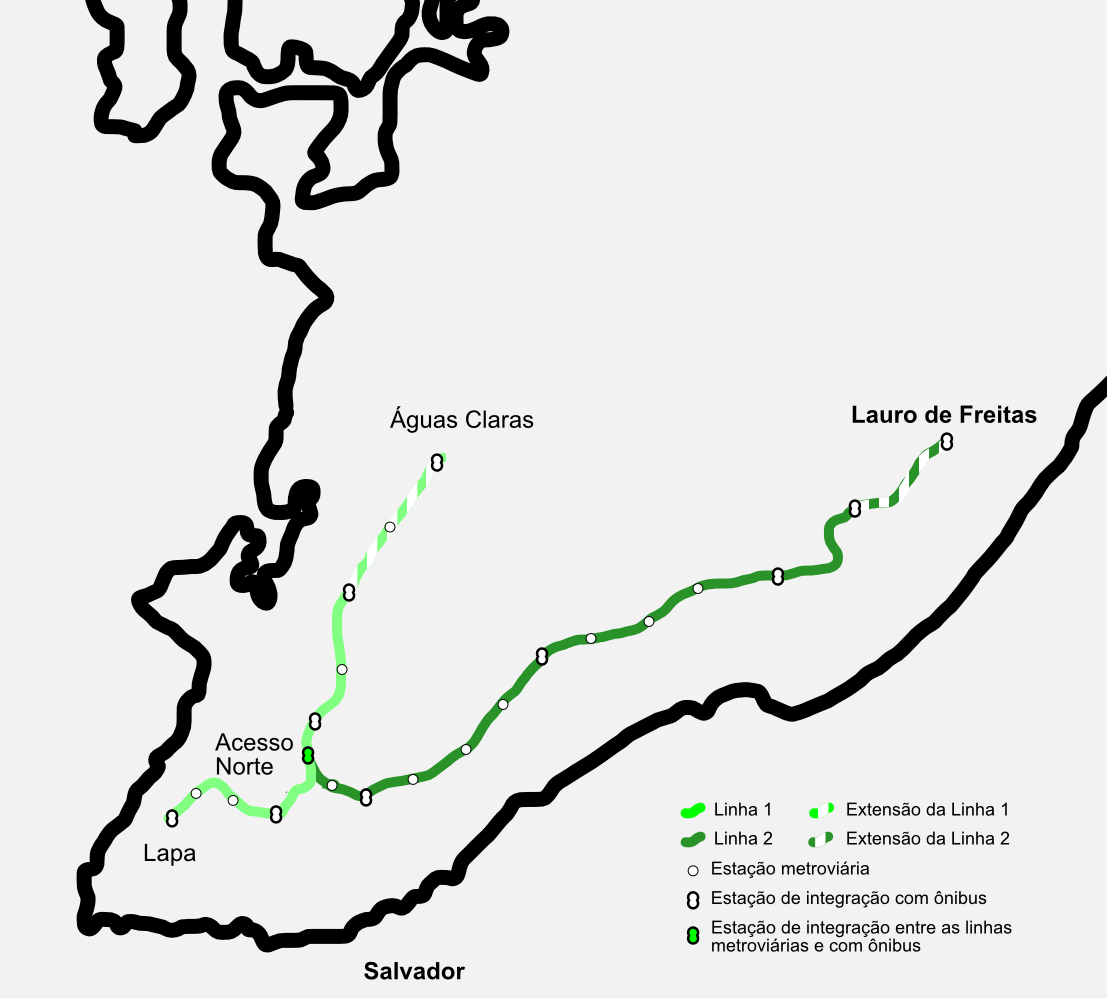 Águas Claras
Lauro de Freitas
Acesso
Norte
Lapa
Linha 1
Extensão da Linha 1
Linha 2
Extensão da Linha 2
Estação metroviária
Estação de integração com ônibus
Estação de integração entre as linhas
metroviárias e com ônibus
Salvador